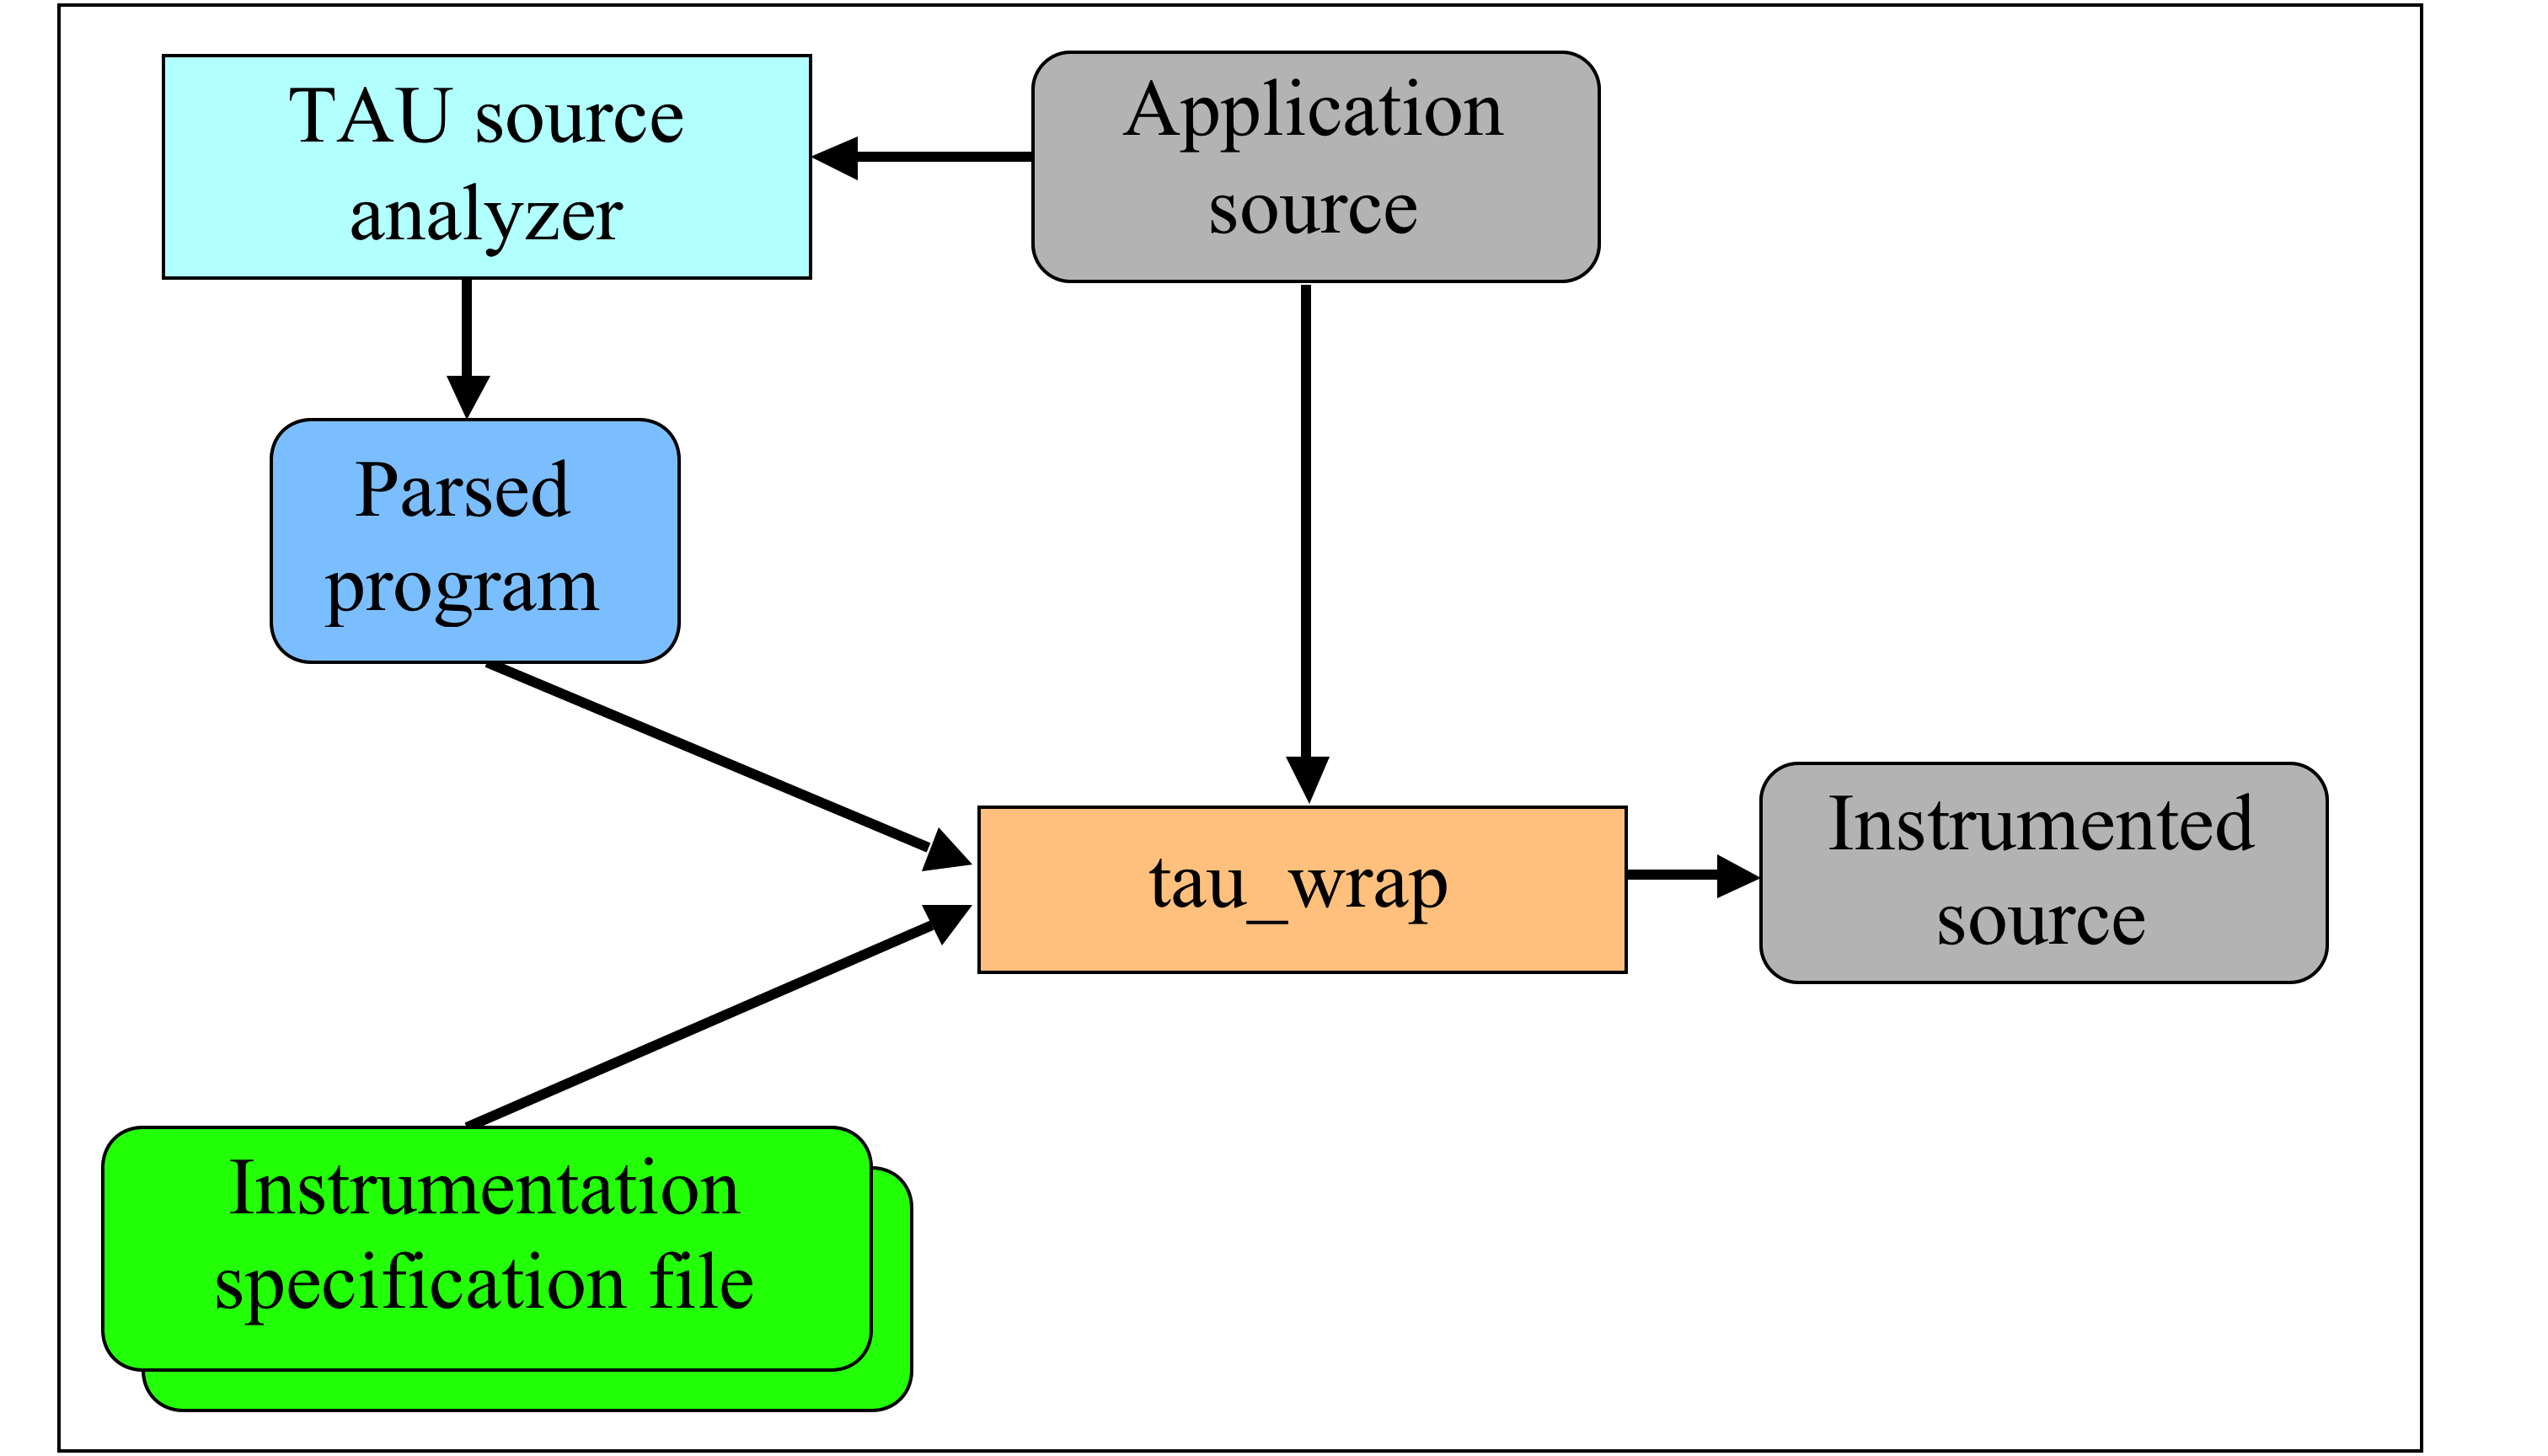 TAU source
analyzer
Application
source
Parsed
program
tau_wrap
Instrumented
source
Instrumentation
specification file